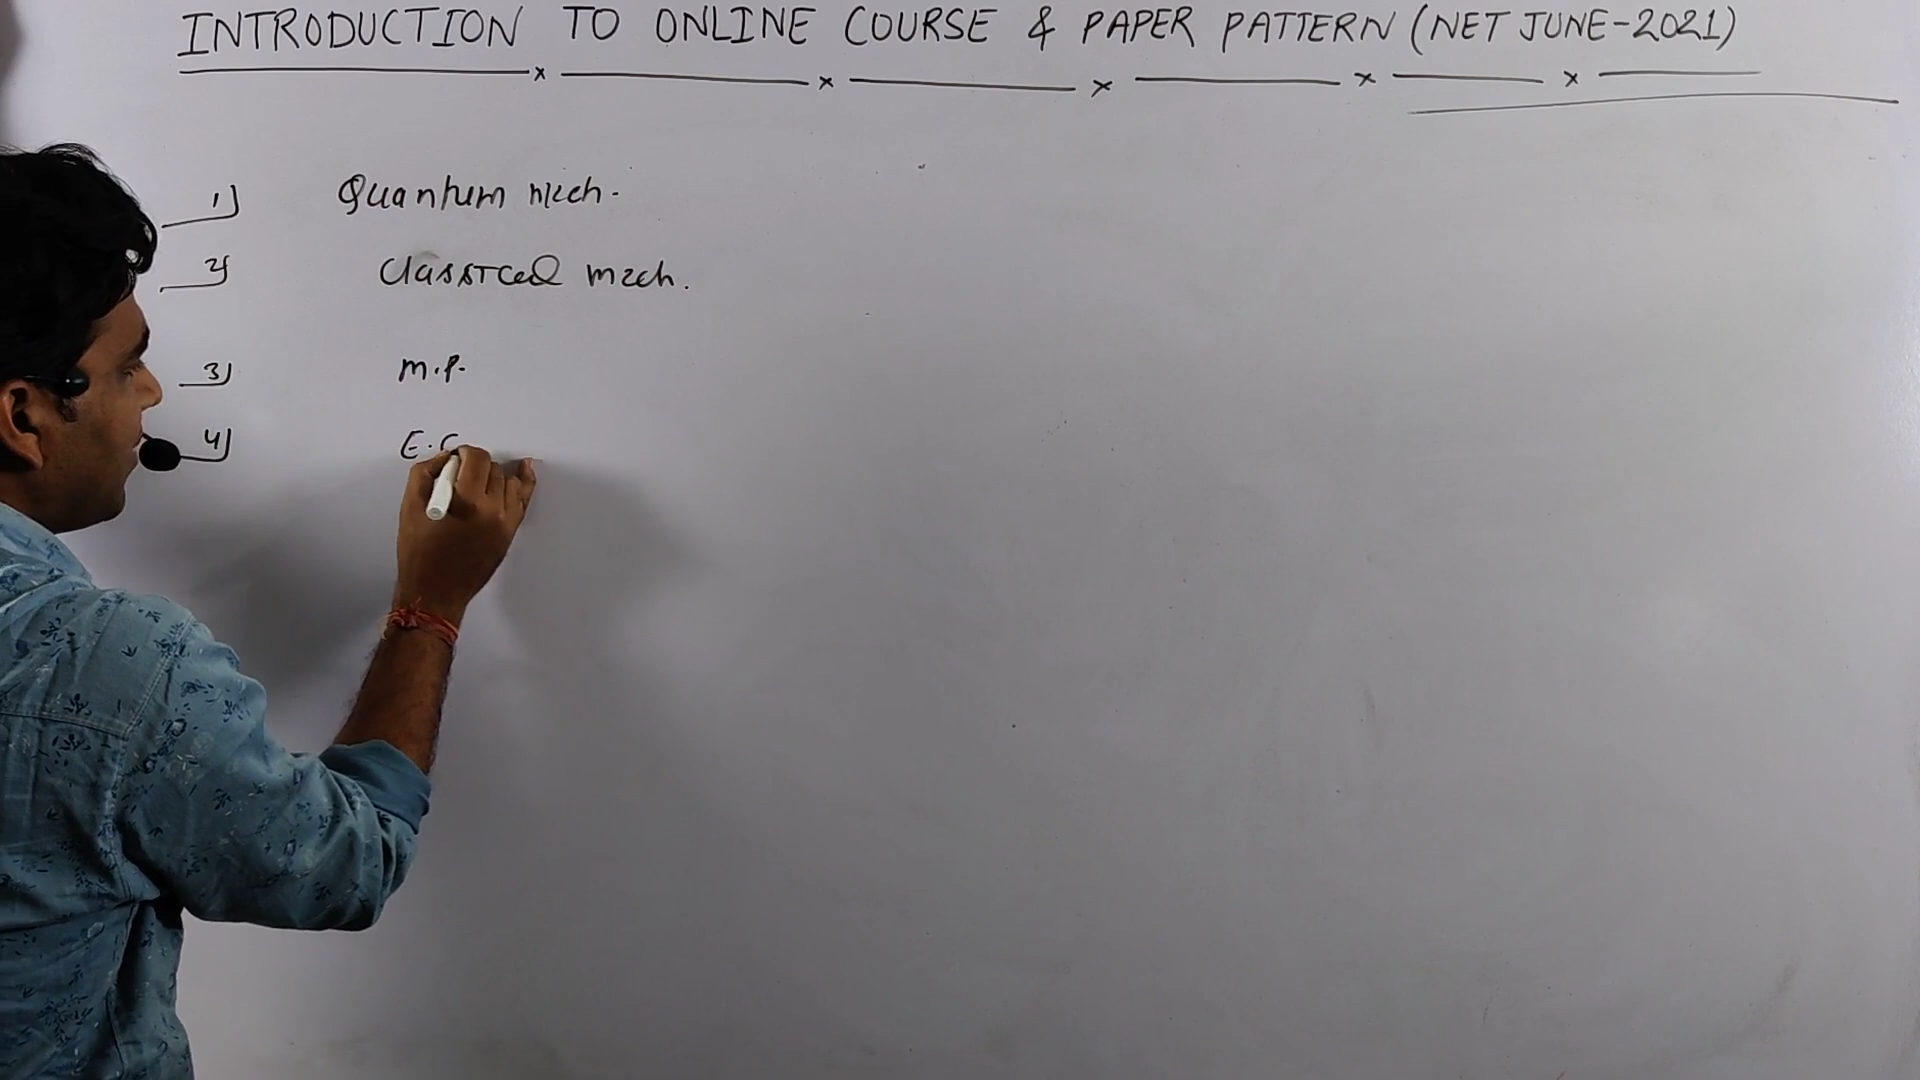 INTRODUCTION TO ONLINE COURSE & PAPER PATTERN (NET JUNE-2021)
1) Quantum Mech.
2) Classical mech.
3) M.P.
4) E.